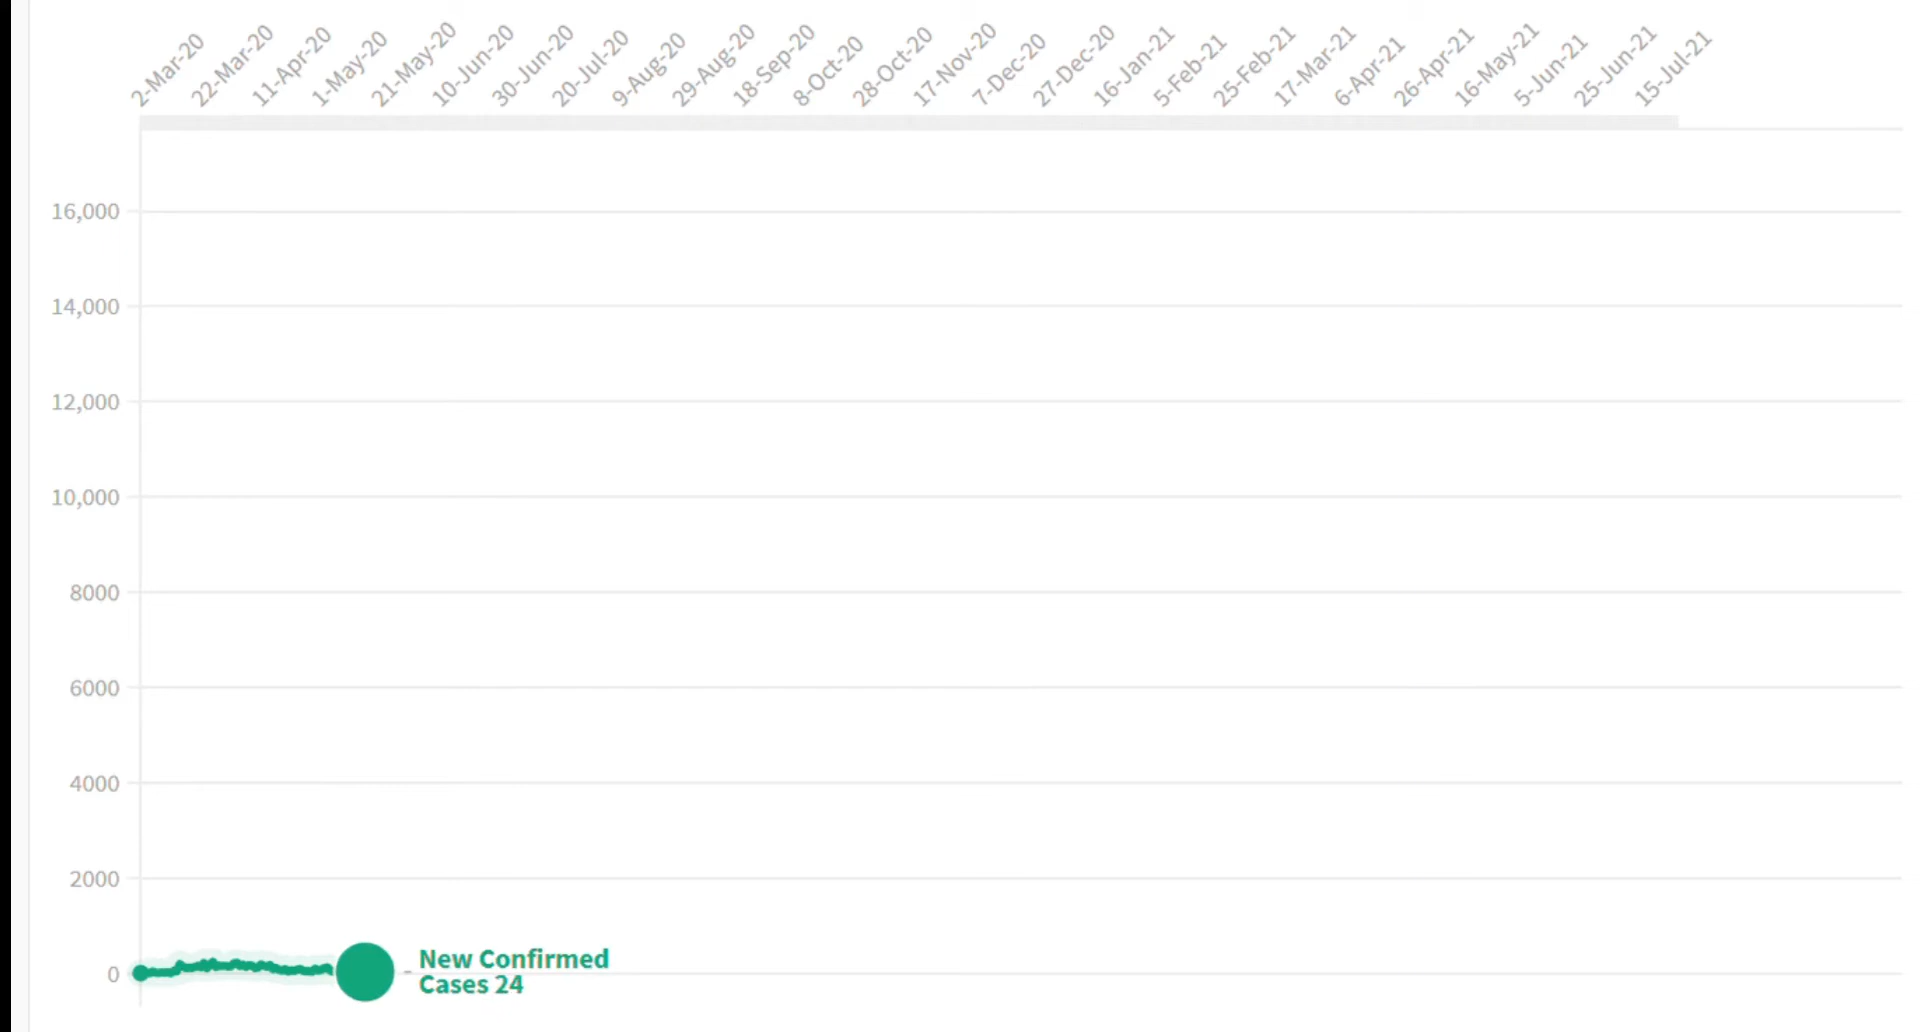 2-Mar-20
22-Mar-20
11-Apr-20
1-May-20
21-May-20
10-Jun-20
30-Jun-20
20-Jul-20
9-Aug-20
29-Aug-20
18-Sep-20
8-Oct-20
28-Oct-20
17-Nov-20
7-Dec-20
27-Dec-20
16-Jan-21
5-Feb-21
25-Feb-21
17-Mar-21
6-Apr-21
26-Apr-21
16-May-21
5-Jun-21
25-Jun-21
15-Jul-21
16,000
14,000
12,000
10,000
8000
6000
4000
2000
0
New Confirmed
Cases 24